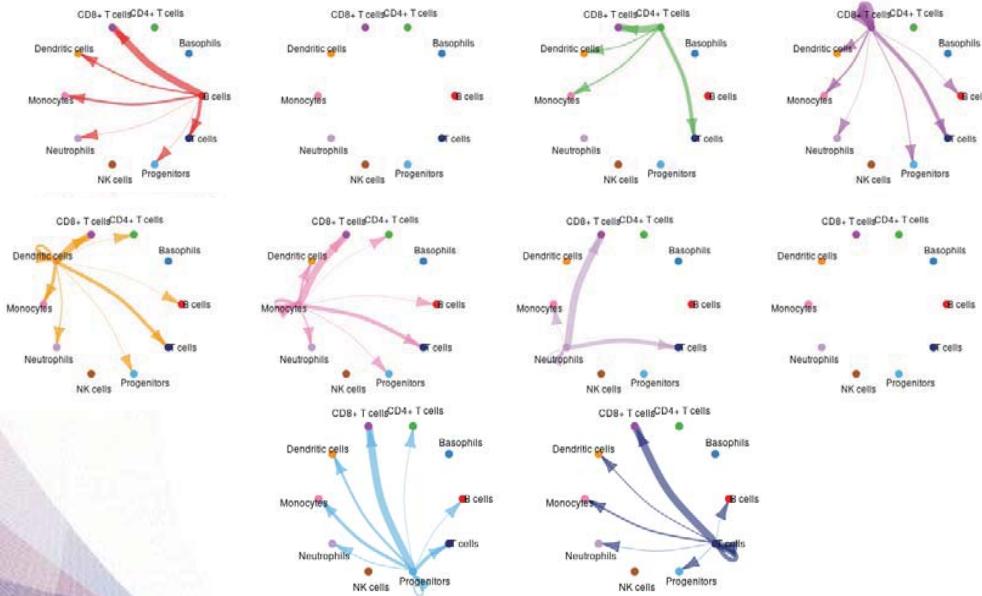 CD8+ T cells CD4+ T cells
Dendritic cells Basophils
Monocytes B cells
Neutrophils T cells
NK cells Progenitors
CD8+ T cells CD4+ T cells
Dendritic cells Basophils
Monocytes B cells
Neutrophils T cells
NK cells Progenitors
CD8+ T cells CD4+ T cells
Dendritic cells Basophils
Monocytes B cells
Neutrophils T cells
NK cells Progenitors
CD8+ T cells CD4+ T cells
Dendritic cells Basophils
Monocytes B cel
Neutrophils T cells
NK cells Progenitors
CD8+ T cells CD4+ T cells
Dendritic cells Basophils
Monocytes B cells
Neutrophils T cells
NK cells Progenitors
CD8+ T cells CD4+ T cells
Dendritic cells Basophils
Monocytes B cells
Neutrophils T cells
NK cells Progenitors
CD8+ T cells CD4+ T cells
Dendritic cells Basophils
Monocytes B cells
Neutrophils T cells
NK cells Progenitors
CD8+ T cells CD4+ T cells
Dendritic cells Basophils
Monocytes B cells
Neutrophils T cells
NK cells Progenitors
CD8+ T cells CD4+ T cells
Dendritic cells Basophils
Monocytes B cells
Neutrophils T cells
NK cells Progenitors
CD8+ T cells CD4+ T cells
Dendritic cells Basophils
Monocytes B cells
Neutrophils T cells
NK cells Progenitors